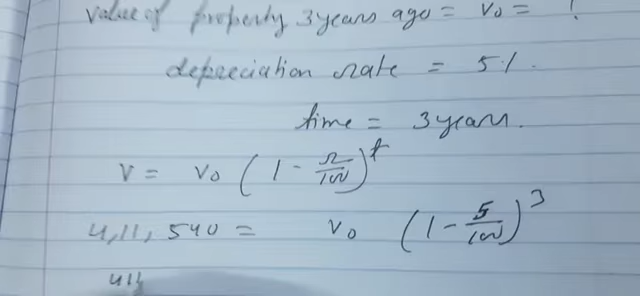 value of property 3 years ago = V₀ = ?
depreciation rate = 5%.
time = 3 years.
V = V₀ (1 - r/100)^t
4,11,540 = V₀ (1 - 5/100)^3
411